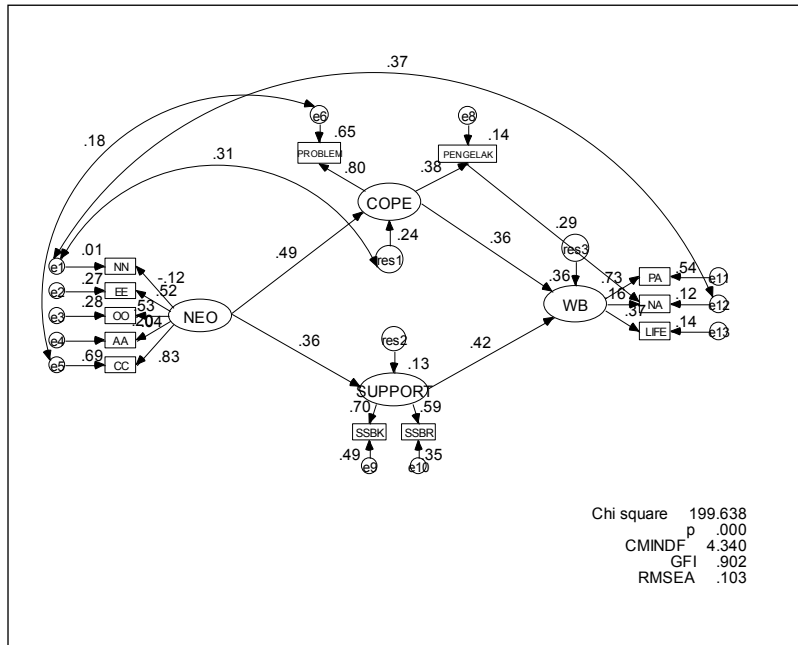 .37
e6
e8
.18
.65
.14
.31
PROBLEM
PENGELAK
.80
.38
COPE
.24
res1
.29
res3
.49
.36
.01
e1
NN
-.12
.27
e2
EE
.52
.28
e3
OO
.53
NEO
e4
AA
.69
e5
CC
.83
.36
WB
.73
PA
.54
e11
.16
NA
.12
e12
.37
LIFE
.14
e13
.36
res2
.13
.42
SUPPORT
.70
.59
SSBK
SSBR
.49
.35
e9
e10
Chi square 199.638
p .000
CMINDF 4.340
GFI .902
RMSEA .103